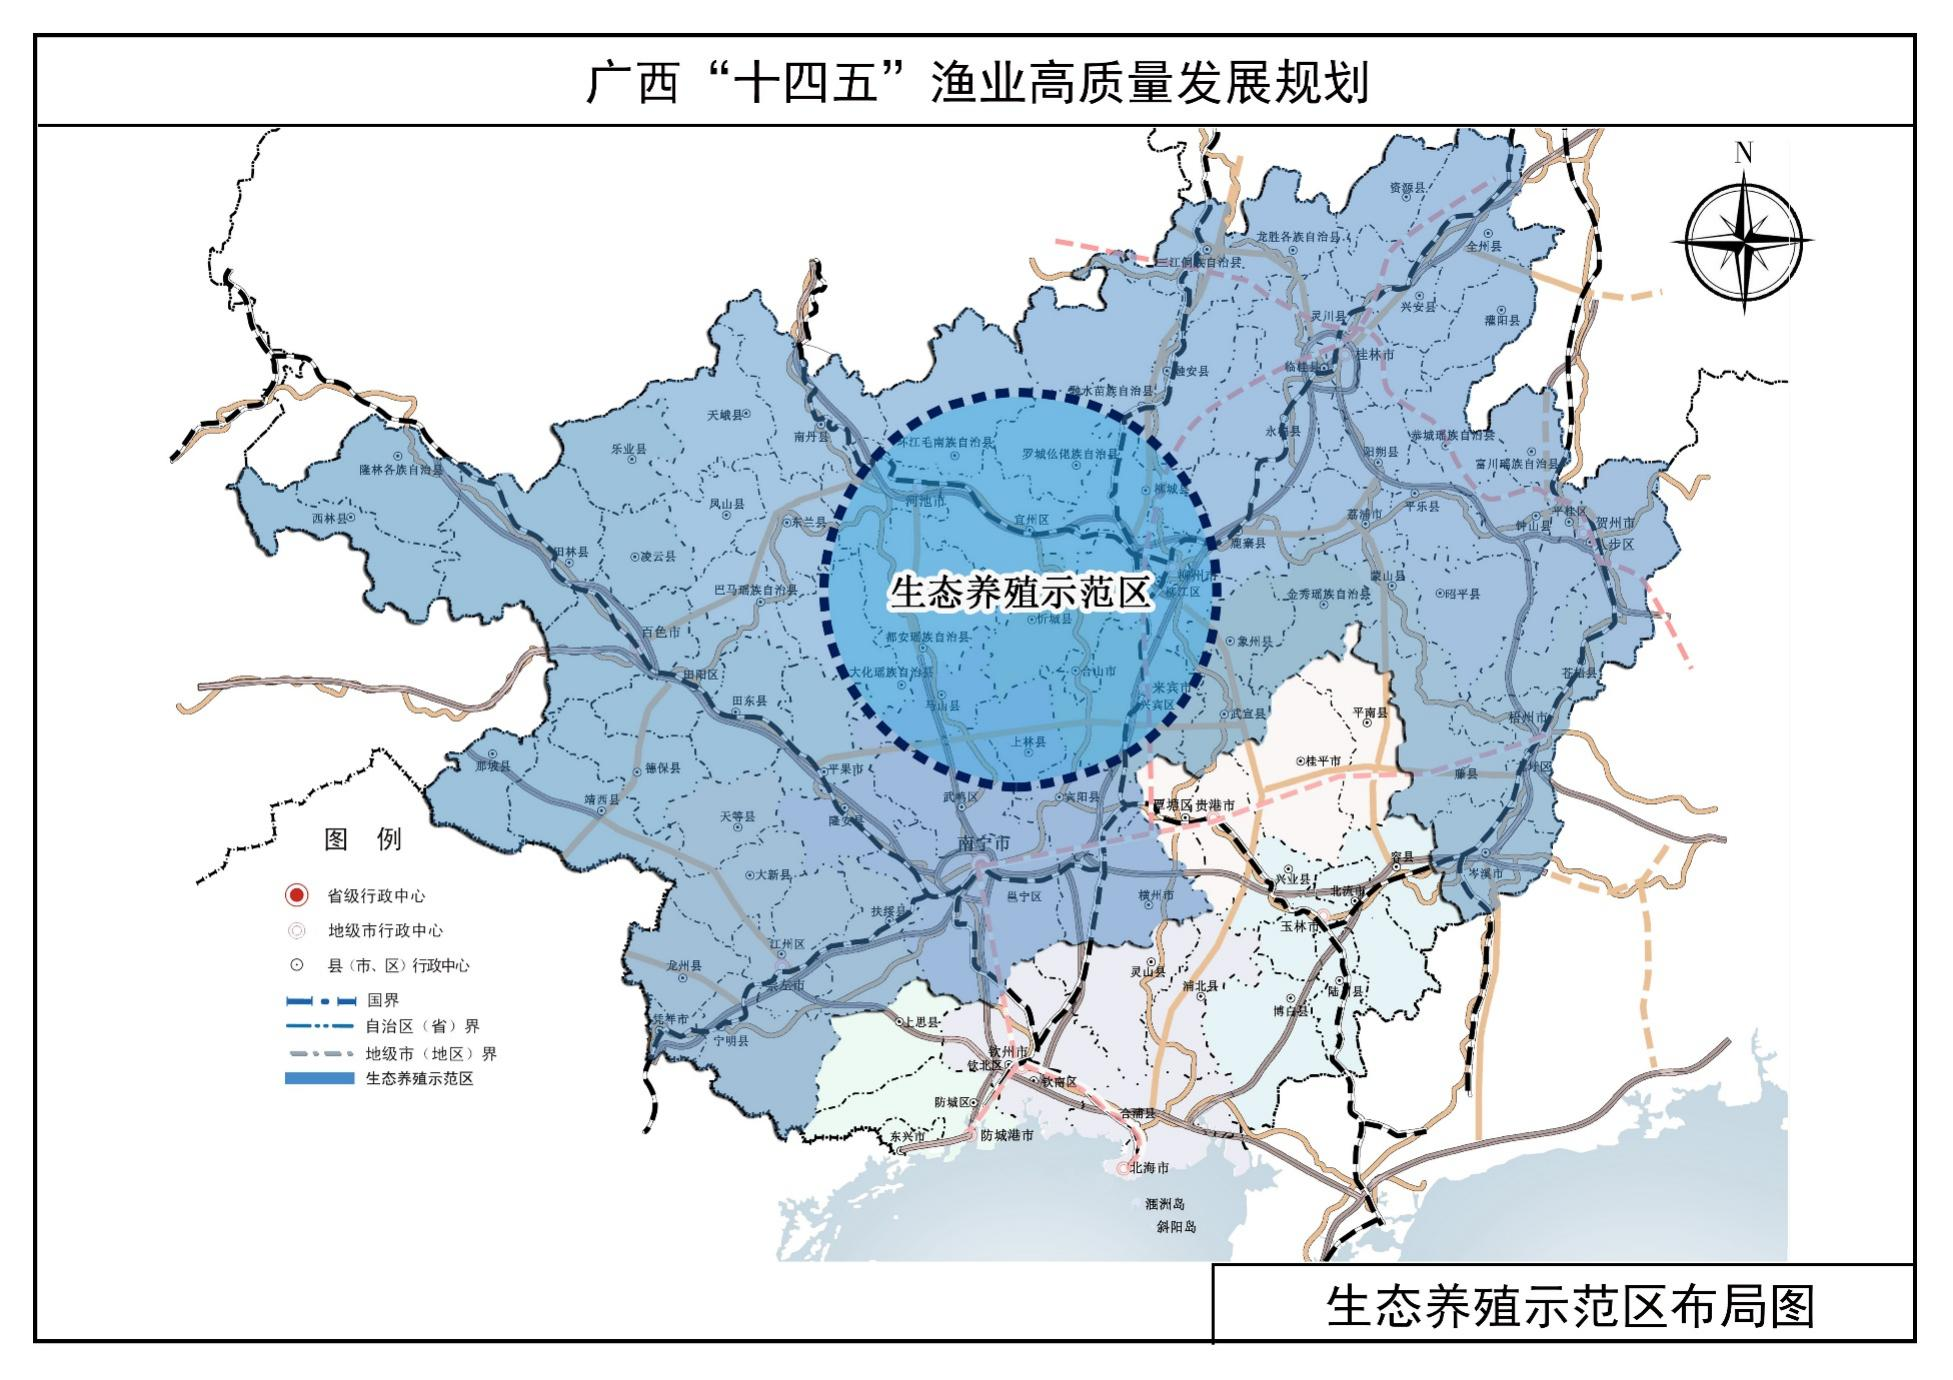 广西“十四五”渔业高质量发展规划
N
资源县
全州县
龙胜各族自治县
三江侗族自治县
兴安县
灌阳县
灵川县
桂林市
临桂县
融安县
融水苗族自治县
天峨县
南丹县
环江毛南族自治县
罗城仫佬族自治县
永福县
恭城瑶族自治县
阳朔县
富川瑶族自治县
乐业县
隆林各族自治县
西林县
凤山县
东兰县
河池市
宜州区
柳城县
鹿寨县
荔浦市
平乐县
钟山县
平桂区
贺州市
八步区
田林县
凌云县
巴马瑶族自治县
生态养殖示范区
柳州市
柳江区
金秀瑶族自治县
蒙山县
昭平县
百色市
都安瑶族自治县
忻城县
象州县
田阳区
大化瑶族自治县
合山市
来宾市
兴宾区
苍梧县
田东县
马山县
武宣县
平南县
梧州市
那坡县
德保县
平果市
上林县
桂平市
藤县
靖西县
天等县
隆安县
武鸣区
宾阳县
覃塘区
贵港市
南宁市
大新县
容县
兴业县
北流市
岑溪市
扶绥县
邕宁区
横州市
玉林市
江州区
龙州县
崇左市
灵山县
浦北县
陆川县
博白县
凭祥市
宁明县
上思县
钦州市
钦北区
钦南区
防城区
合浦县
东兴市
防城港市
北海市
涠洲岛
斜阳岛
图 例
省级行政中心
地级市行政中心
县（市、区）行政中心
国界
自治区（省）界
地级市（地区）界
生态养殖示范区
生态养殖示范区布局图